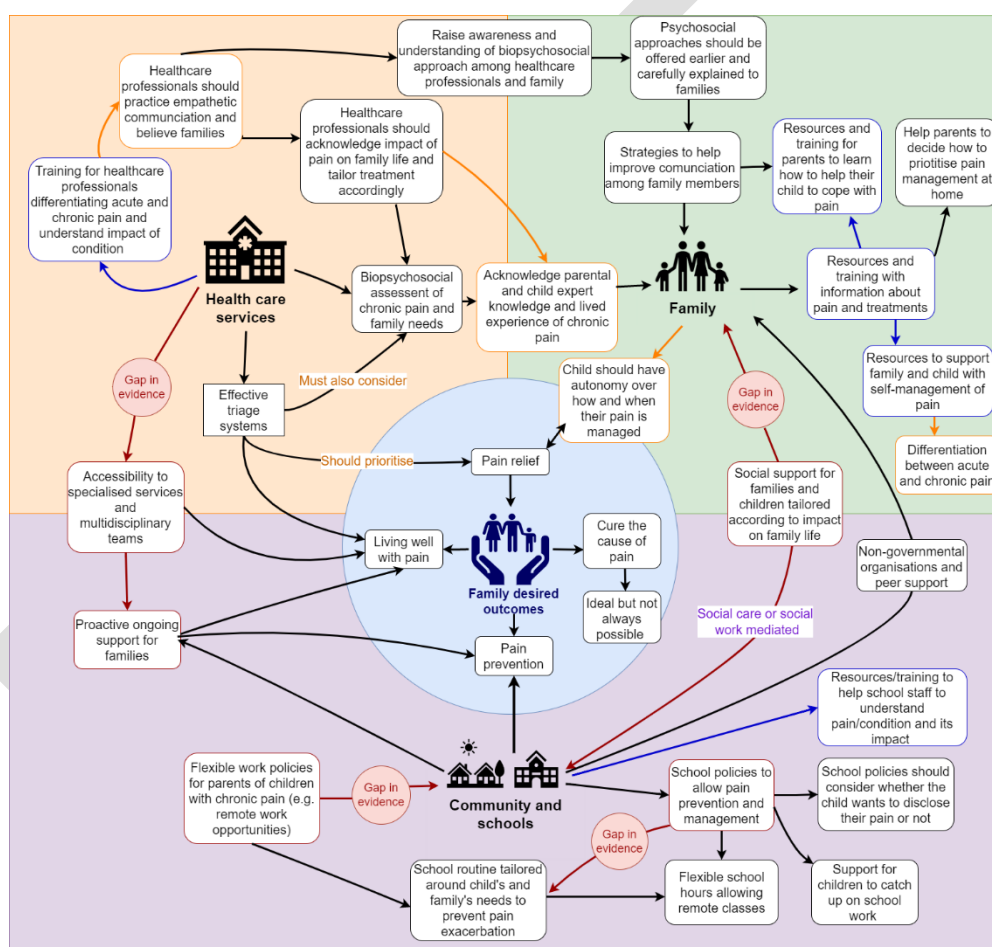 Raise awareness and
understanding of biopsychosocial
approach among healthcare
professionals and family
Psychosocial
approaches should be
offered earlier and
carefully explained to
families
Healthcare
professionals should
practice empathetic
communciation and
believe families
Healthcare
professionals should
acknowledge impact of
pain on family life and
tailor treatment
accordingly
Strategies to help
improve comunciation
among family members
Resources and
training for parents to
learn how to help their
child to cope with
pain
Help parents to
decide how to
priotitise pain
management at
home
Training for healthcare
professionals
differentiating acute and
chronic pain and
understand impact of
condition
Health care
services
Biopsychosocial
assessent of
chronic pain and
family needs
Acknowledge parental
and child expert
knowledge and lived
experience of chronic
pain
Family
Resources and
training with
information about
pain and treatments
Gap in
evidence
Must also consider
Effective
triage
systems
Child should have
autonomy over
how and when
their pain is
managed
Gap in
evidence
Resources to support
family and child with
self-management of
pain
Should prioritise
Pain relief
Differentiation
between acute
and chronic pain
Accessibility to
specialised services
and multidisciplinary
teams
Social support for
families and children
tailored according to
impact on family life
Living well
with pain
Family desired
outcomes
Cure the
cause of
pain
Non-governmental
organisations and
peer support
Ideal but not
always
possible
Social care or social
work mediated
Proactive ongoing
support for
families
Pain
prevention
Resources/training to
help school staff to
understand
pain/condition and its
impact
Flexible work policies
for parents of children
with chronic pain (e.g.
remote work
opportunities)
Gap in
evidence
Community and
schools
School policies to
allow pain
prevention and
management
School policies should
consider whether the
child wants to disclose
their pain or not
Gap in
evidence
School routine tailored
around child's and
family's needs to
prevent pain
exacerbation
Flexible school
hours allowing
remote classes
Support for
children to catch
up on school
work